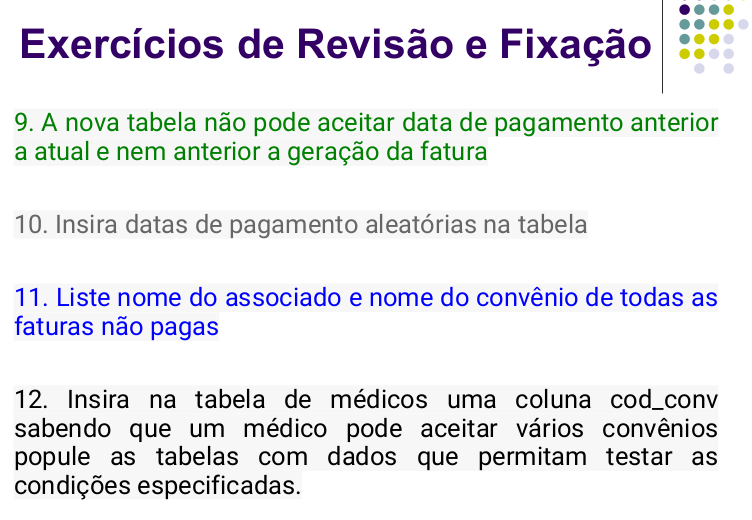 Exercícios de Revisão e Fixação
9. A nova tabela não pode aceitar data de pagamento anterior
a atual e nem anterior a geração da fatura
10. Insira datas de pagamento aleatórias na tabela
11. Liste nome do associado e nome do convênio de todas as
faturas não pagas
12. Insira na tabela de médicos uma coluna cod_conv
sabendo que um médico pode aceitar vários convênios
popule as tabelas com dados que permitam testar as
condições especificadas.